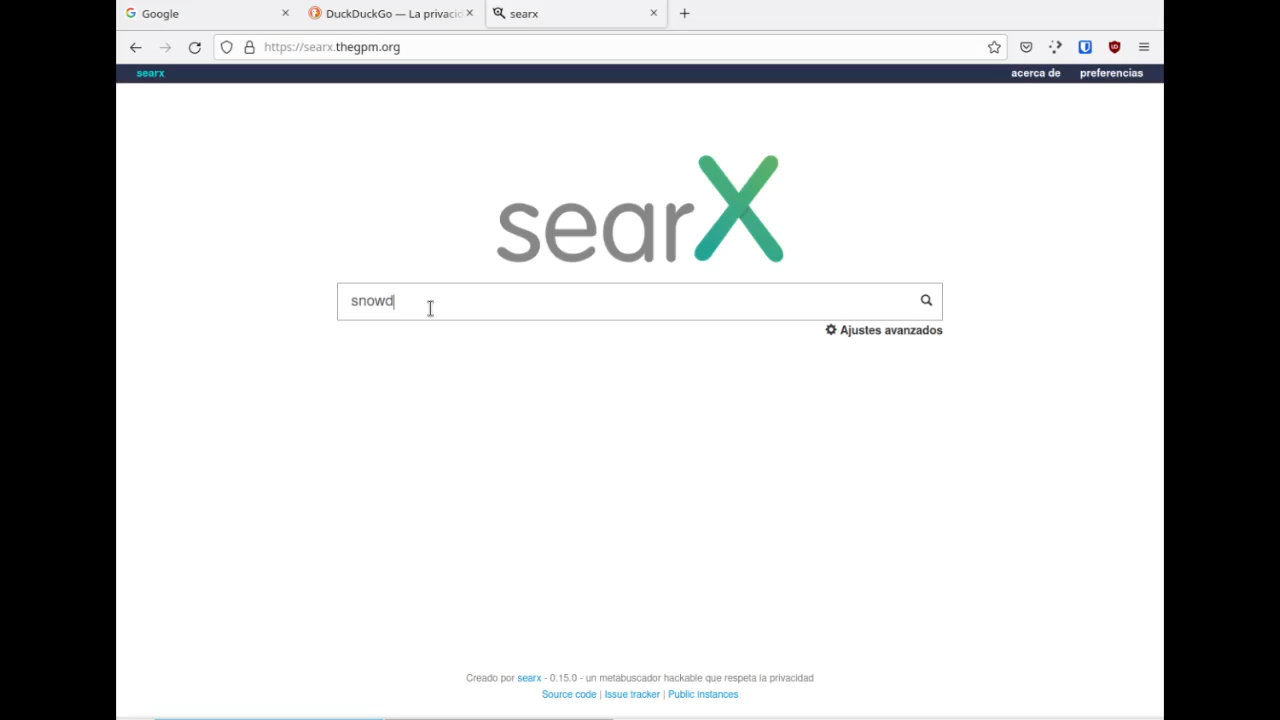 Google
DuckDuckGo — La privacid
searx
https://searx.thegpm.org
searx
acerca de
preferencias
searX
snowd
Ajustes avanzados
Creado por searx - 0.15.0 - un metabuscador hackable que respeta la privacidad
Source code | Issue tracker | Public instances